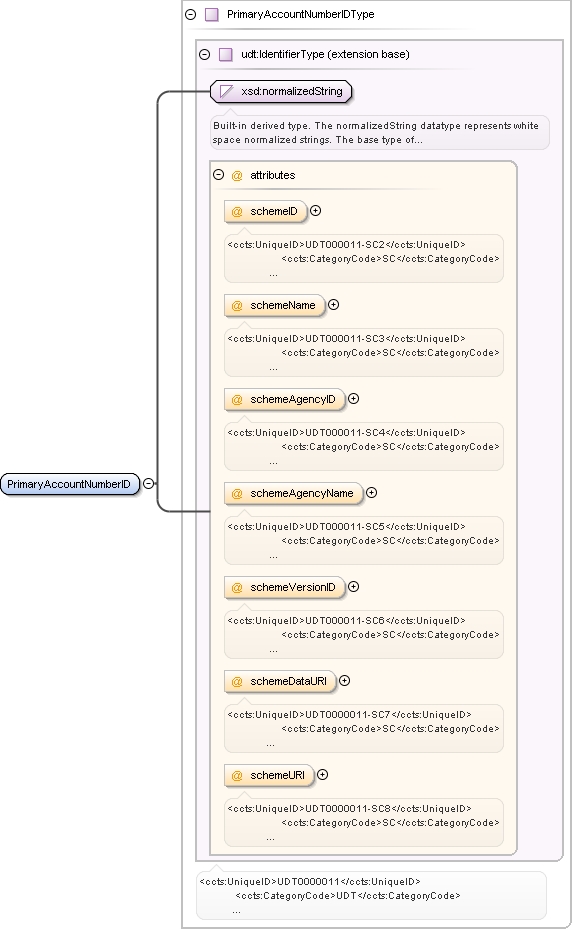 PrimaryAccountNumberIDType
udt:IdentifierType (extension base)
xsd:normalizedString
Built-in derived type. The normalizedString datatype represents white
space normalized strings. The base type of...
@ attributes
@ schemeID
<ccts:UniqueID>UDT000011-SC2</ccts:UniqueID>
<ccts:CategoryCode>SC</ccts:CategoryCode>
...
@ schemeName
<ccts:UniqueID>UDT000011-SC3</ccts:UniqueID>
<ccts:CategoryCode>SC</ccts:CategoryCode>
...
@ schemeAgencyID
<ccts:UniqueID>UDT000011-SC4</ccts:UniqueID>
<ccts:CategoryCode>SC</ccts:CategoryCode>
...
PrimaryAccountNumberID
@ schemeAgencyName
<ccts:UniqueID>UDT000011-SC5</ccts:UniqueID>
<ccts:CategoryCode>SC</ccts:CategoryCode>
...
@ schemeVersionID
<ccts:UniqueID>UDT000011-SC6</ccts:UniqueID>
<ccts:CategoryCode>SC</ccts:CategoryCode>
...
@ schemeDataURI
<ccts:UniqueID>UDT0000011-SC7</ccts:UniqueID>
<ccts:CategoryCode>SC</ccts:CategoryCode>
...
@ schemeURI
<ccts:UniqueID>UDT0000011-SC8</ccts:UniqueID>
<ccts:CategoryCode>SC</ccts:CategoryCode>
...
<ccts:UniqueID>UDT0000011</ccts:UniqueID>
<ccts:CategoryCode>UDT</ccts:CategoryCode>
...